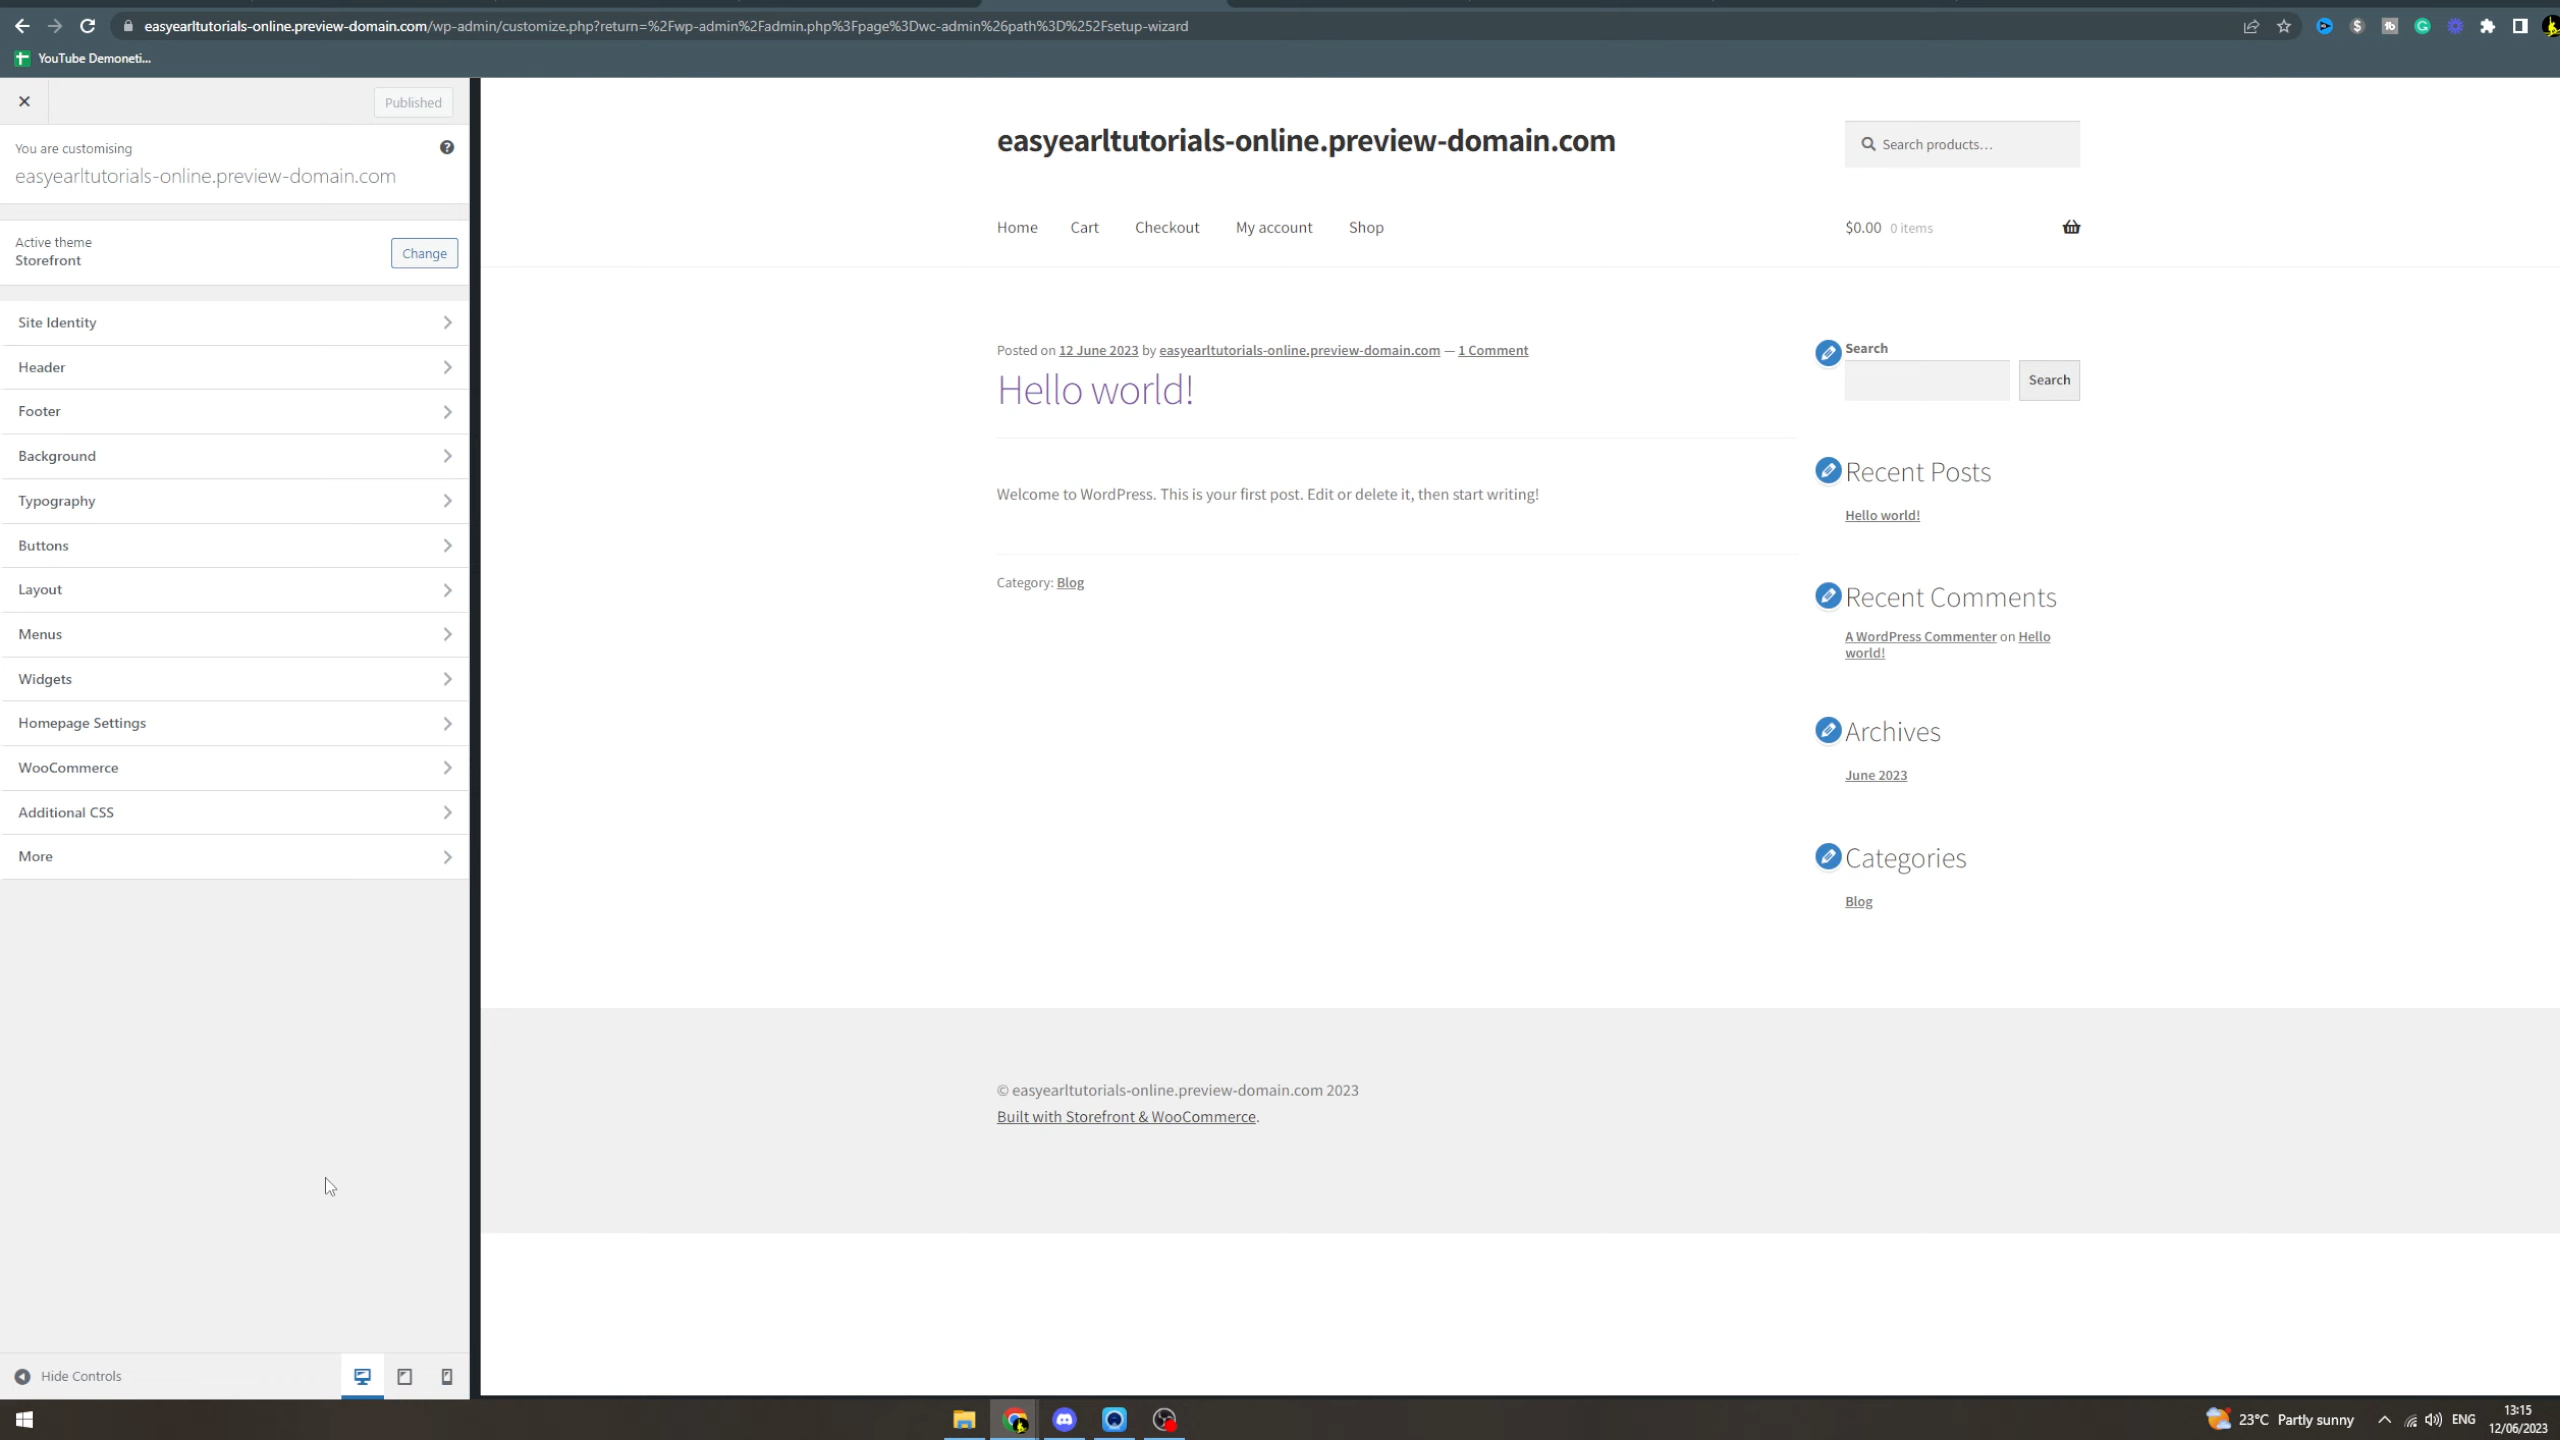 easyearltutorials-online.preview-domain.com/wp-admin/customize.php?return=%2Fwp-admin%2Fadmin.php%3Fpage%3Dwc-admin%26path%3D%252Fsetup-wizard
YouTube Demoneti...
Published
You are customising
easyearltutorials-online.preview-domain.com
Active theme
Storefront
Change
Site Identity
Header
Footer
Background
Typography
Buttons
Layout
Menus
Widgets
Homepage Settings
WooCommerce
Additional CSS
More
Hide Controls
easyearltutorials-online.preview-domain.com
Search products...
Home Cart Checkout My account Shop
$0.00 0 items
Posted on 12 June 2023 by easyearltutorials-online.preview-domain.com — 1 Comment
Hello world!
Welcome to WordPress. This is your first post. Edit or delete it, then start writing!
Category: Blog
Search
Search
Recent Posts
Hello world!
Recent Comments
A WordPress Commenter on Hello
world!
Archives
June 2023
Categories
Blog
© easyearltutorials-online.preview-domain.com 2023
Built with Storefront & WooCommerce.
23°C Partly sunny
ENG
13:15
12/06/2023